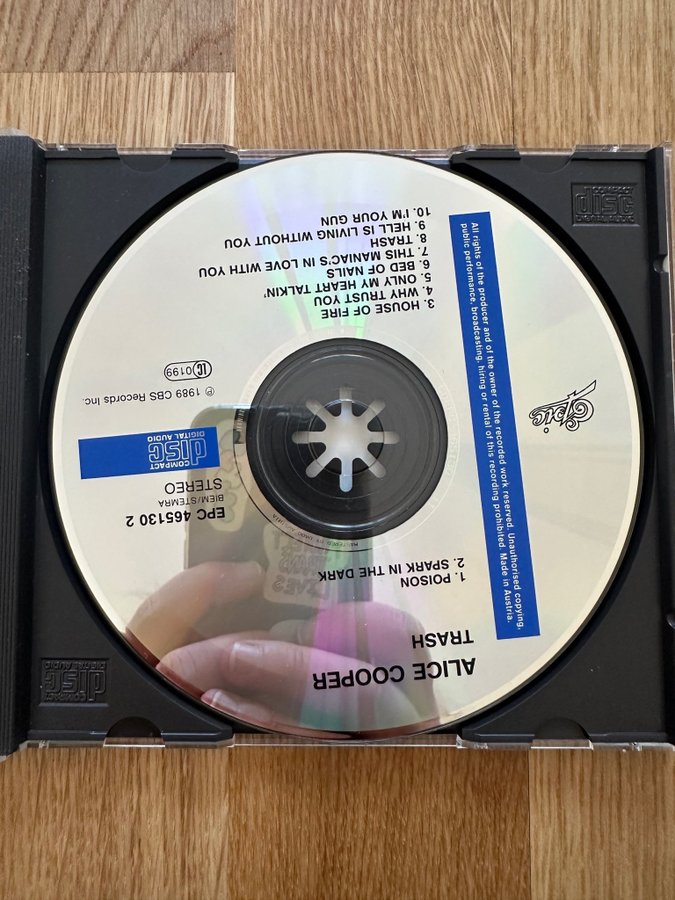 ALICE COOPER
TRASH
1. POISON
2. SPARK IN THE DARK
EPC 465130 2
BIEM/STEMRA
STEREO
COMPACT
disc
DIGITAL AUDIO
℗ 1989 CBS Records Inc.
LC 0199
3. HOUSE OF FIRE
4. WHY TRUST YOU
5. ONLY MY HEART TALKIN'
6. BED OF NAILS
7. THIS MANIAC'S IN LOVE WITH YOU
8. TRASH
9. HELL IS LIVING WITHOUT YOU
10. I'M YOUR GUN
Epic
All rights of the producer and of the owner of the recorded work reserved. Unauthorised copying,
public performance, broadcasting, hiring or rental of this recording prohibited. Made in Austria.
COMPACT
disc
DIGITAL AUDIO
COMPACT
disc
DIGITAL AUDIO